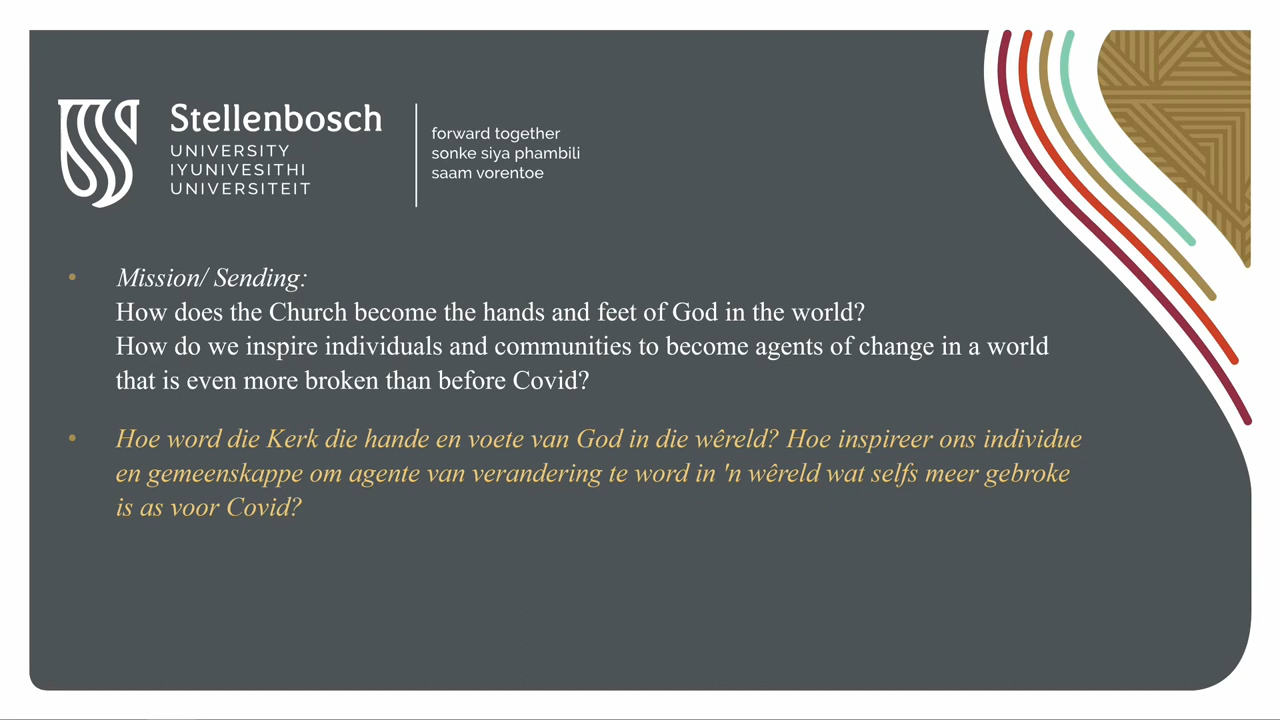 Stellenbosch
UNIVERSITY
IYUNIVESITHI
UNIVERSITEIT
forward together
sonke siya phambili
saam vorentoe
• Mission/ Sending:
How does the Church become the hands and feet of God in the world?
How do we inspire individuals and communities to become agents of change in a world
that is even more broken than before Covid?
• Hoe word die Kerk die hande en voete van God in die wêreld? Hoe inspireer ons individue
en gemeenskappe om agente van verandering te word in 'n wêreld wat selfs meer gebroke
is as voor Covid?